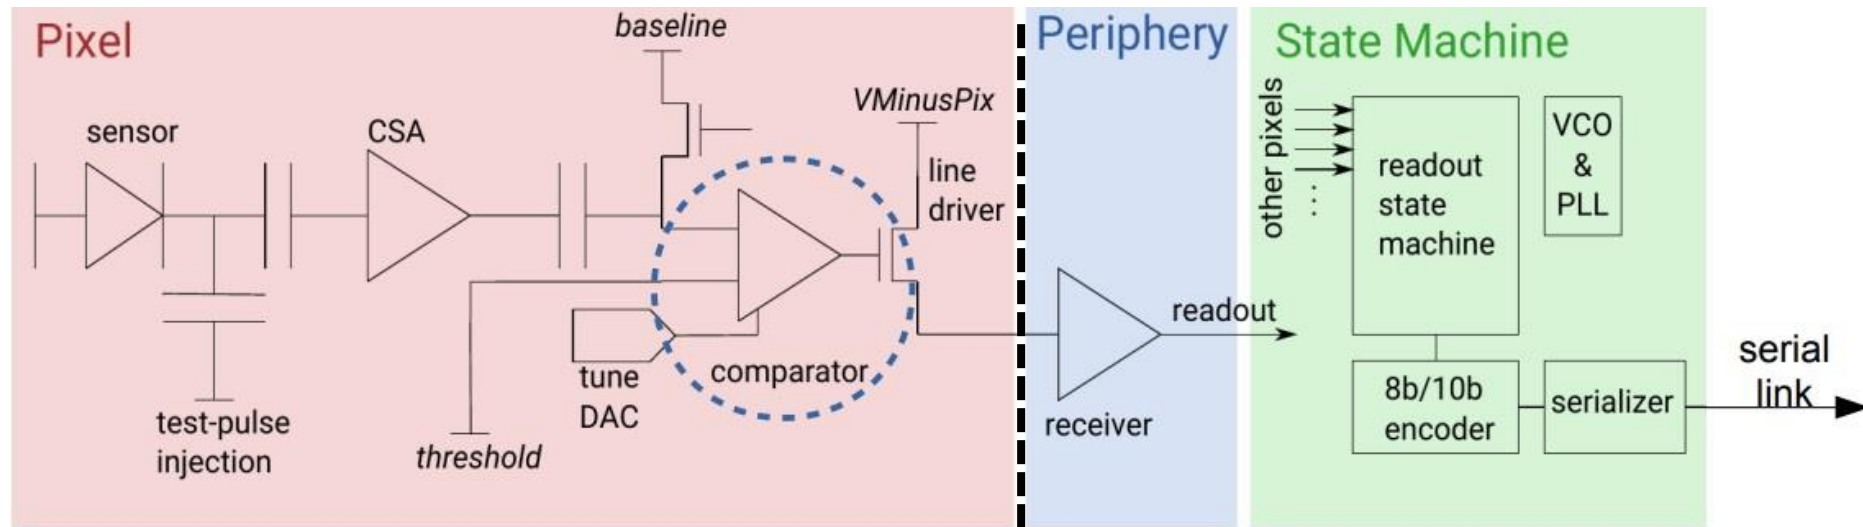 Pixel
baseline
Periphery
State Machine
sensor
CSA
VMinusPix
line
driver
other pixels
readout
state
machine
VCO
&
PLL
tune
DAC
comparator
test-pulse
injection
threshold
receiver
readout
8b/10b
encoder
serializer
serial
link